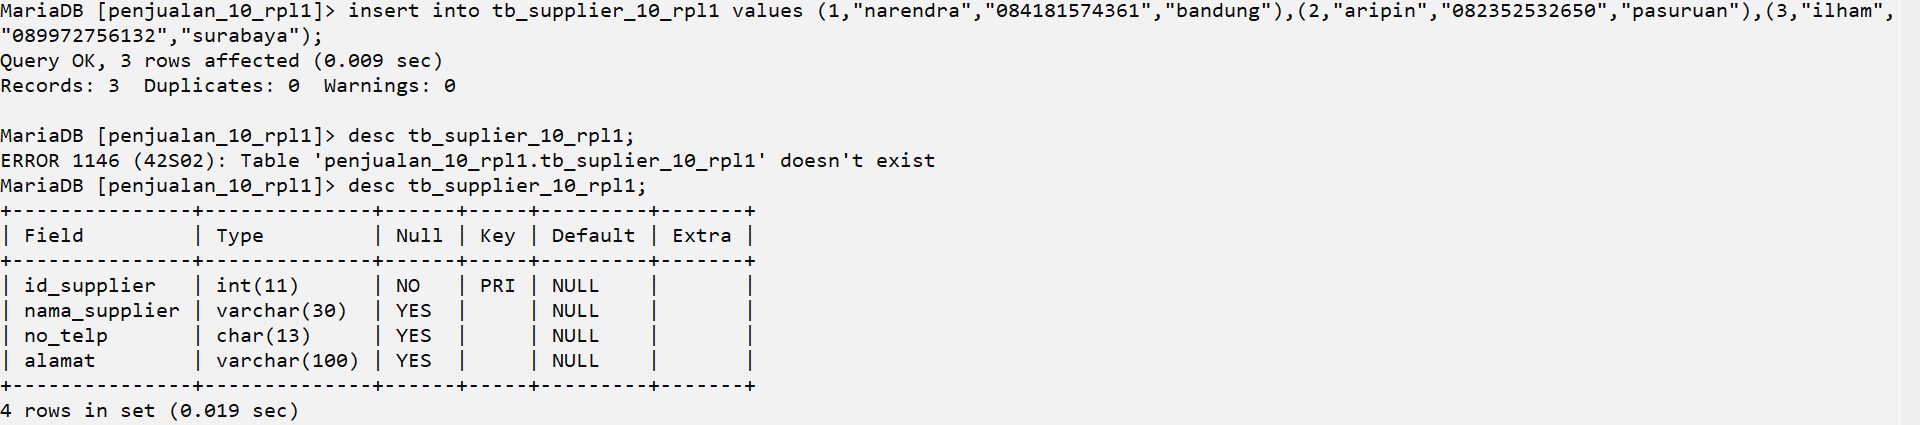 MariaDB [penjualan_10_rpl1]> insert into tb_supplier_10_rpl1 values (1,"narendra","084181574361","bandung"),(2,"aripin","082352532650","pasuruan"),(3,"ilham",
"089972756132","surabaya");
Query OK, 3 rows affected (0.009 sec)
Records: 3  Duplicates: 0  Warnings: 0

MariaDB [penjualan_10_rpl1]> desc tb_suplier_10_rpl1;
ERROR 1146 (42S02): Table 'penjualan_10_rpl1.tb_suplier_10_rpl1' doesn't exist
MariaDB [penjualan_10_rpl1]> desc tb_supplier_10_rpl1;
+---------------+--------------+------+-----+---------+-------+
| Field         | Type         | Null | Key | Default | Extra |
+---------------+--------------+------+-----+---------+-------+
| id_supplier   | int(11)      | NO   | PRI | NULL    |       |
| nama_supplier | varchar(30)  | YES  |     | NULL    |       |
| no_telp       | char(13)     | YES  |     | NULL    |       |
| alamat        | varchar(100) | YES  |     | NULL    |       |
+---------------+--------------+------+-----+---------+-------+
4 rows in set (0.019 sec)